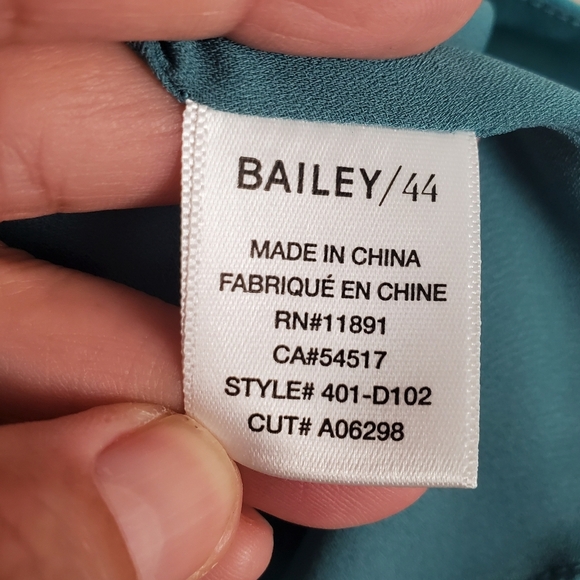 BAILEY/44
MADE IN CHINA
FABRIQUÉ EN CHINE
RN#11891
CA#54517
STYLE# 401-D102
CUT# A06298